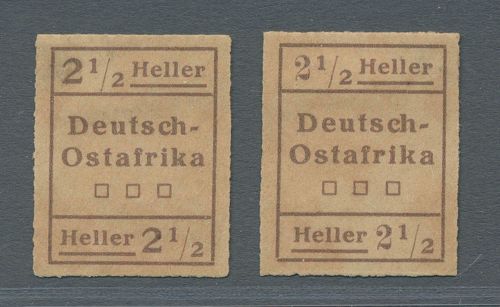 2 1/2 Heller
Deutsch-
Ostafrika
Heller 2 1/2
2 1/2 Heller
Deutsch-
Ostafrika
Heller 2 1/2